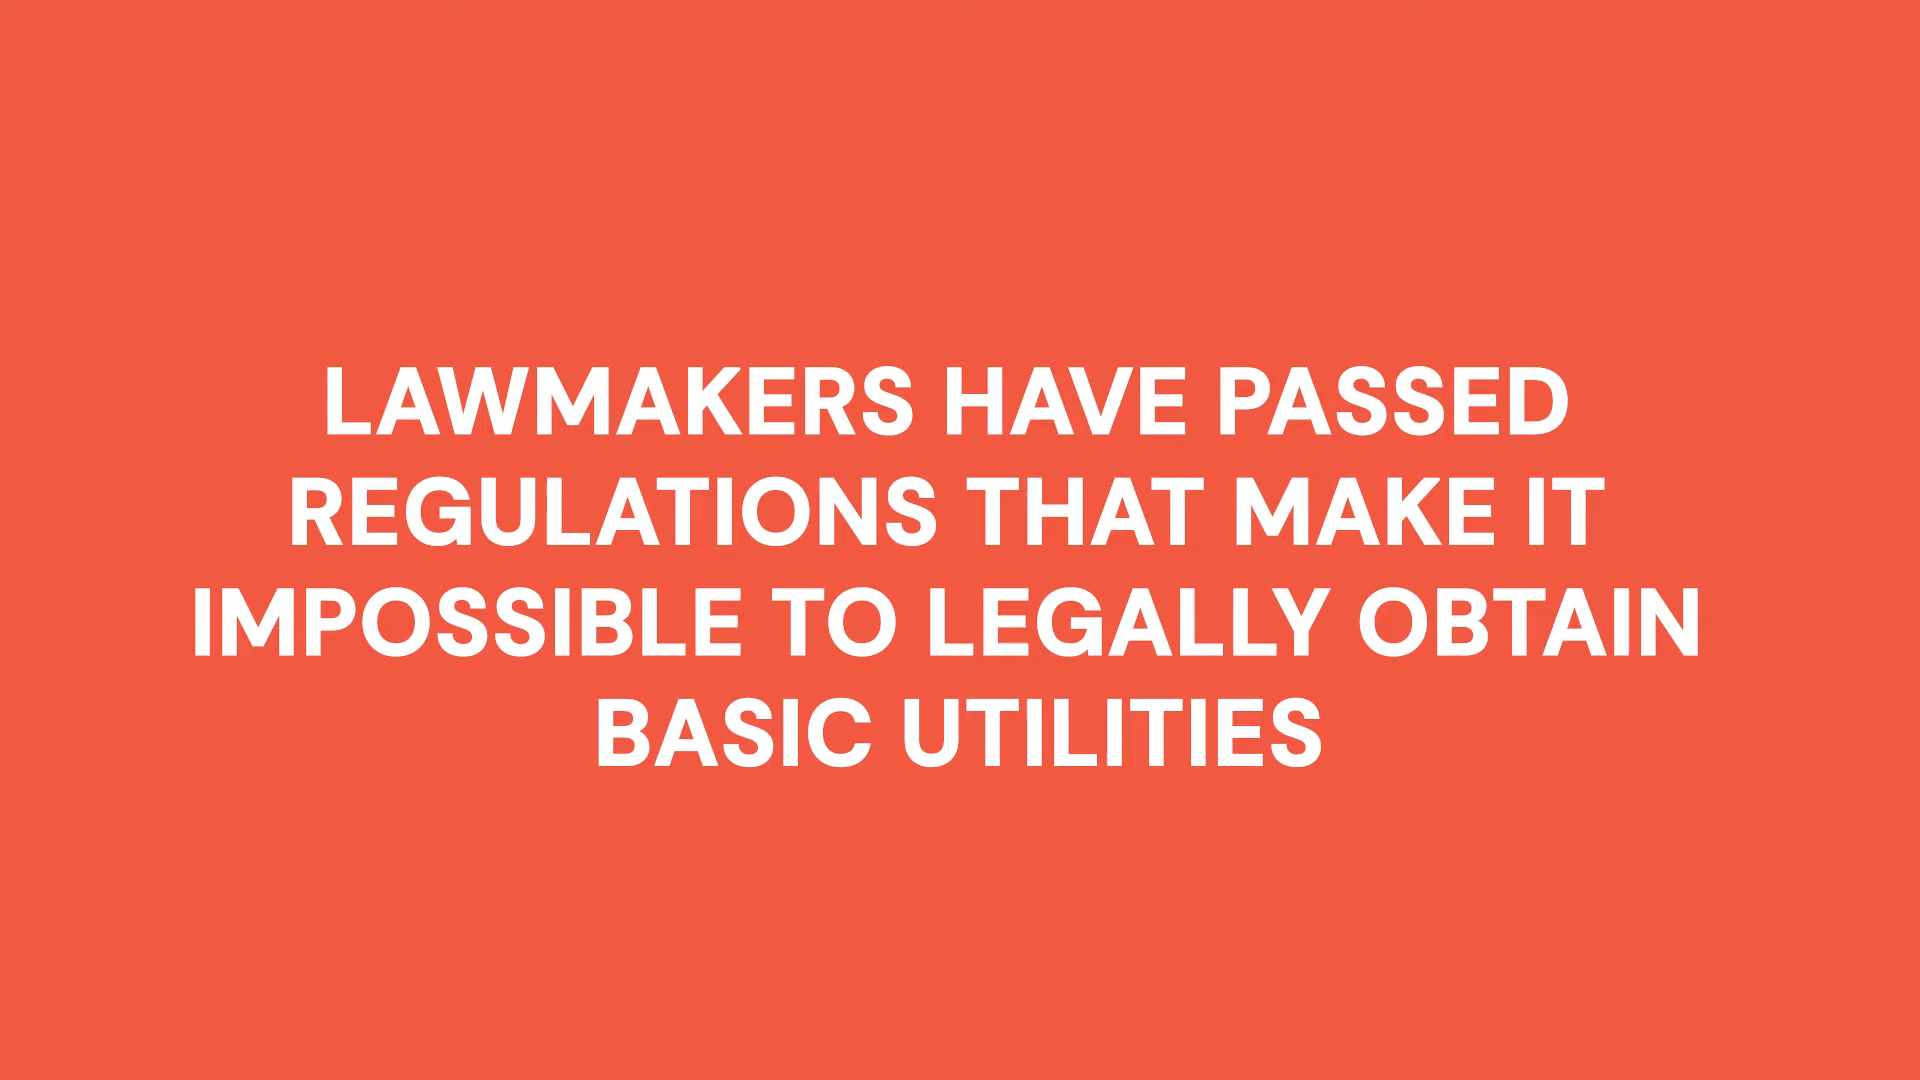 LAWMAKERS HAVE PASSED
REGULATIONS THAT MAKE IT
IMPOSSIBLE TO LEGALLY OBTAIN
BASIC UTILITIES